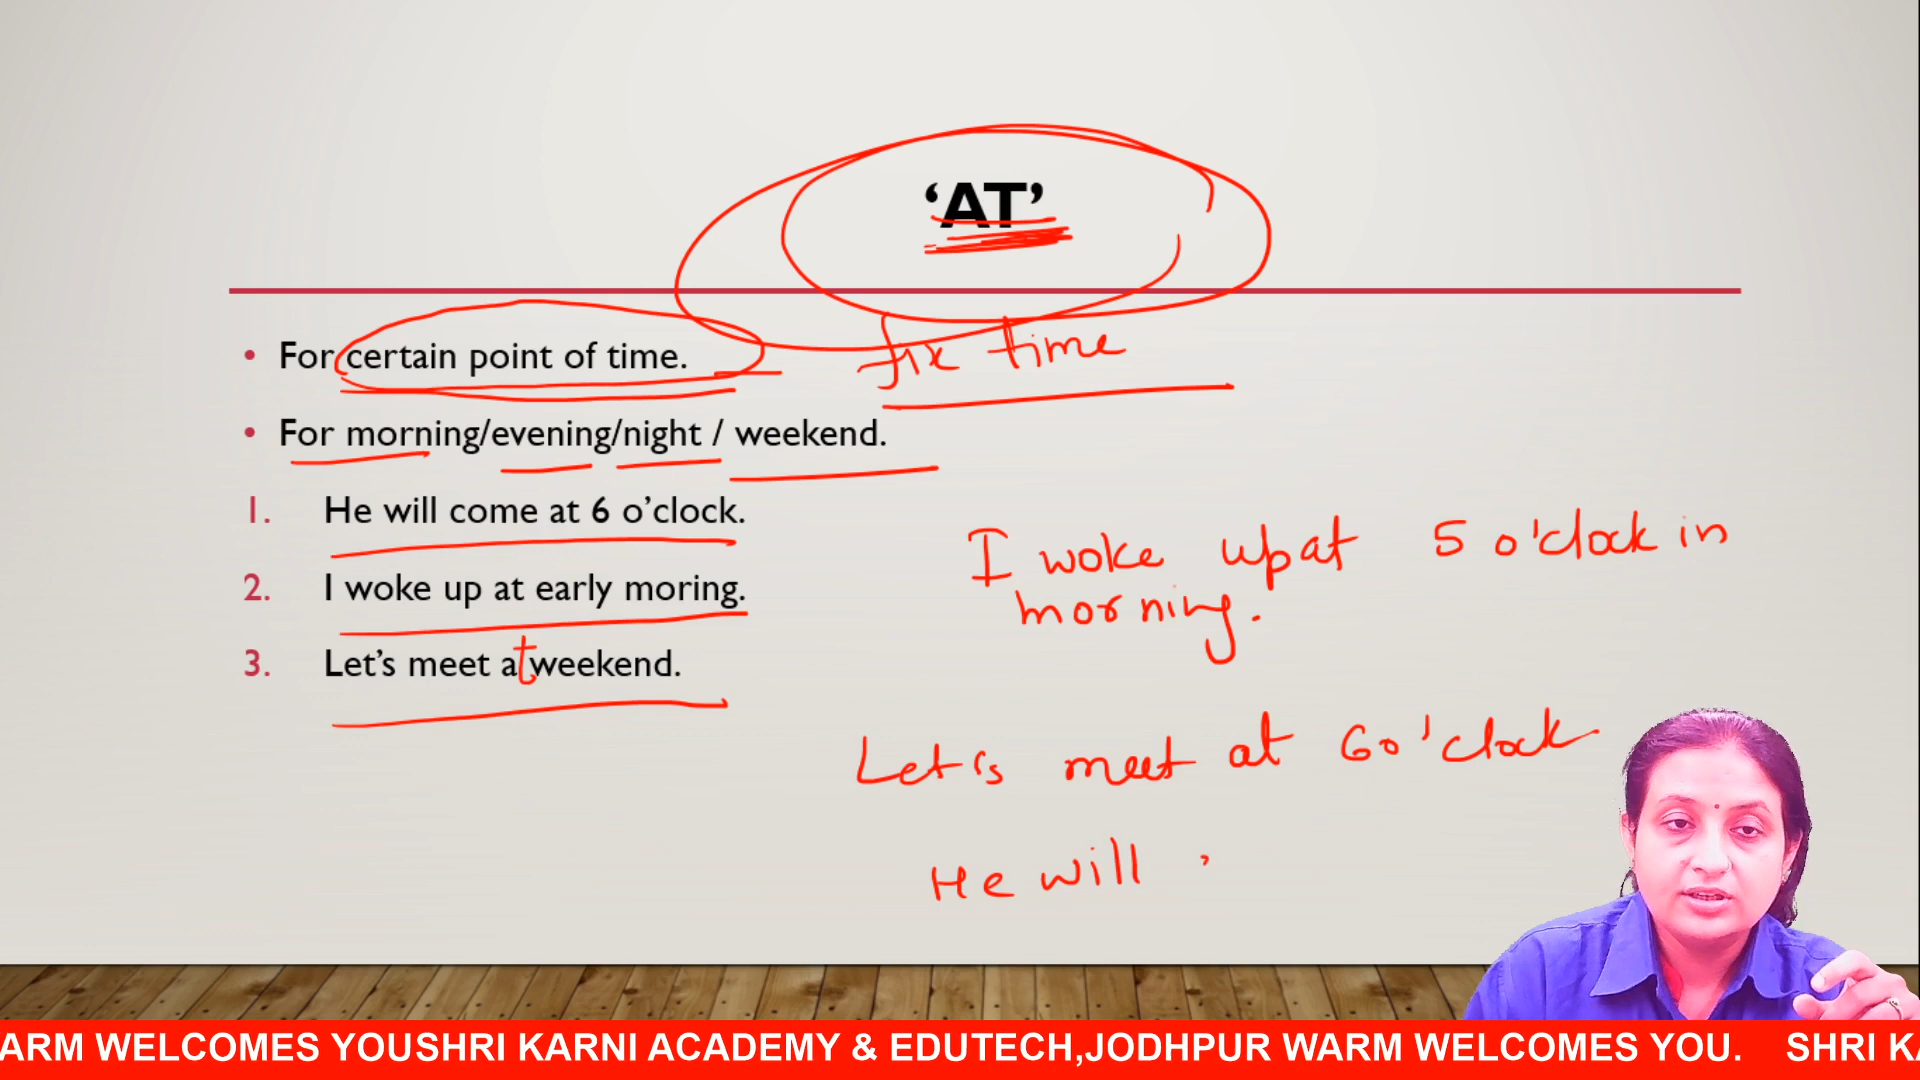 ‘AT’
• For certain point of time.
fix time
• For morning/evening/night / weekend.
1. He will come at 6 o’clock.
2. I woke up at early moring.
3. Let’s meet at weekend.
I woke up at 5 o'clock in
morning.
Let's meet at 6 o'clock
He will
ARM WELCOMES YOUSHRI KARNI ACADEMY & EDUTECH,JODHPUR WARM WELCOMES YOU. SHRI KA